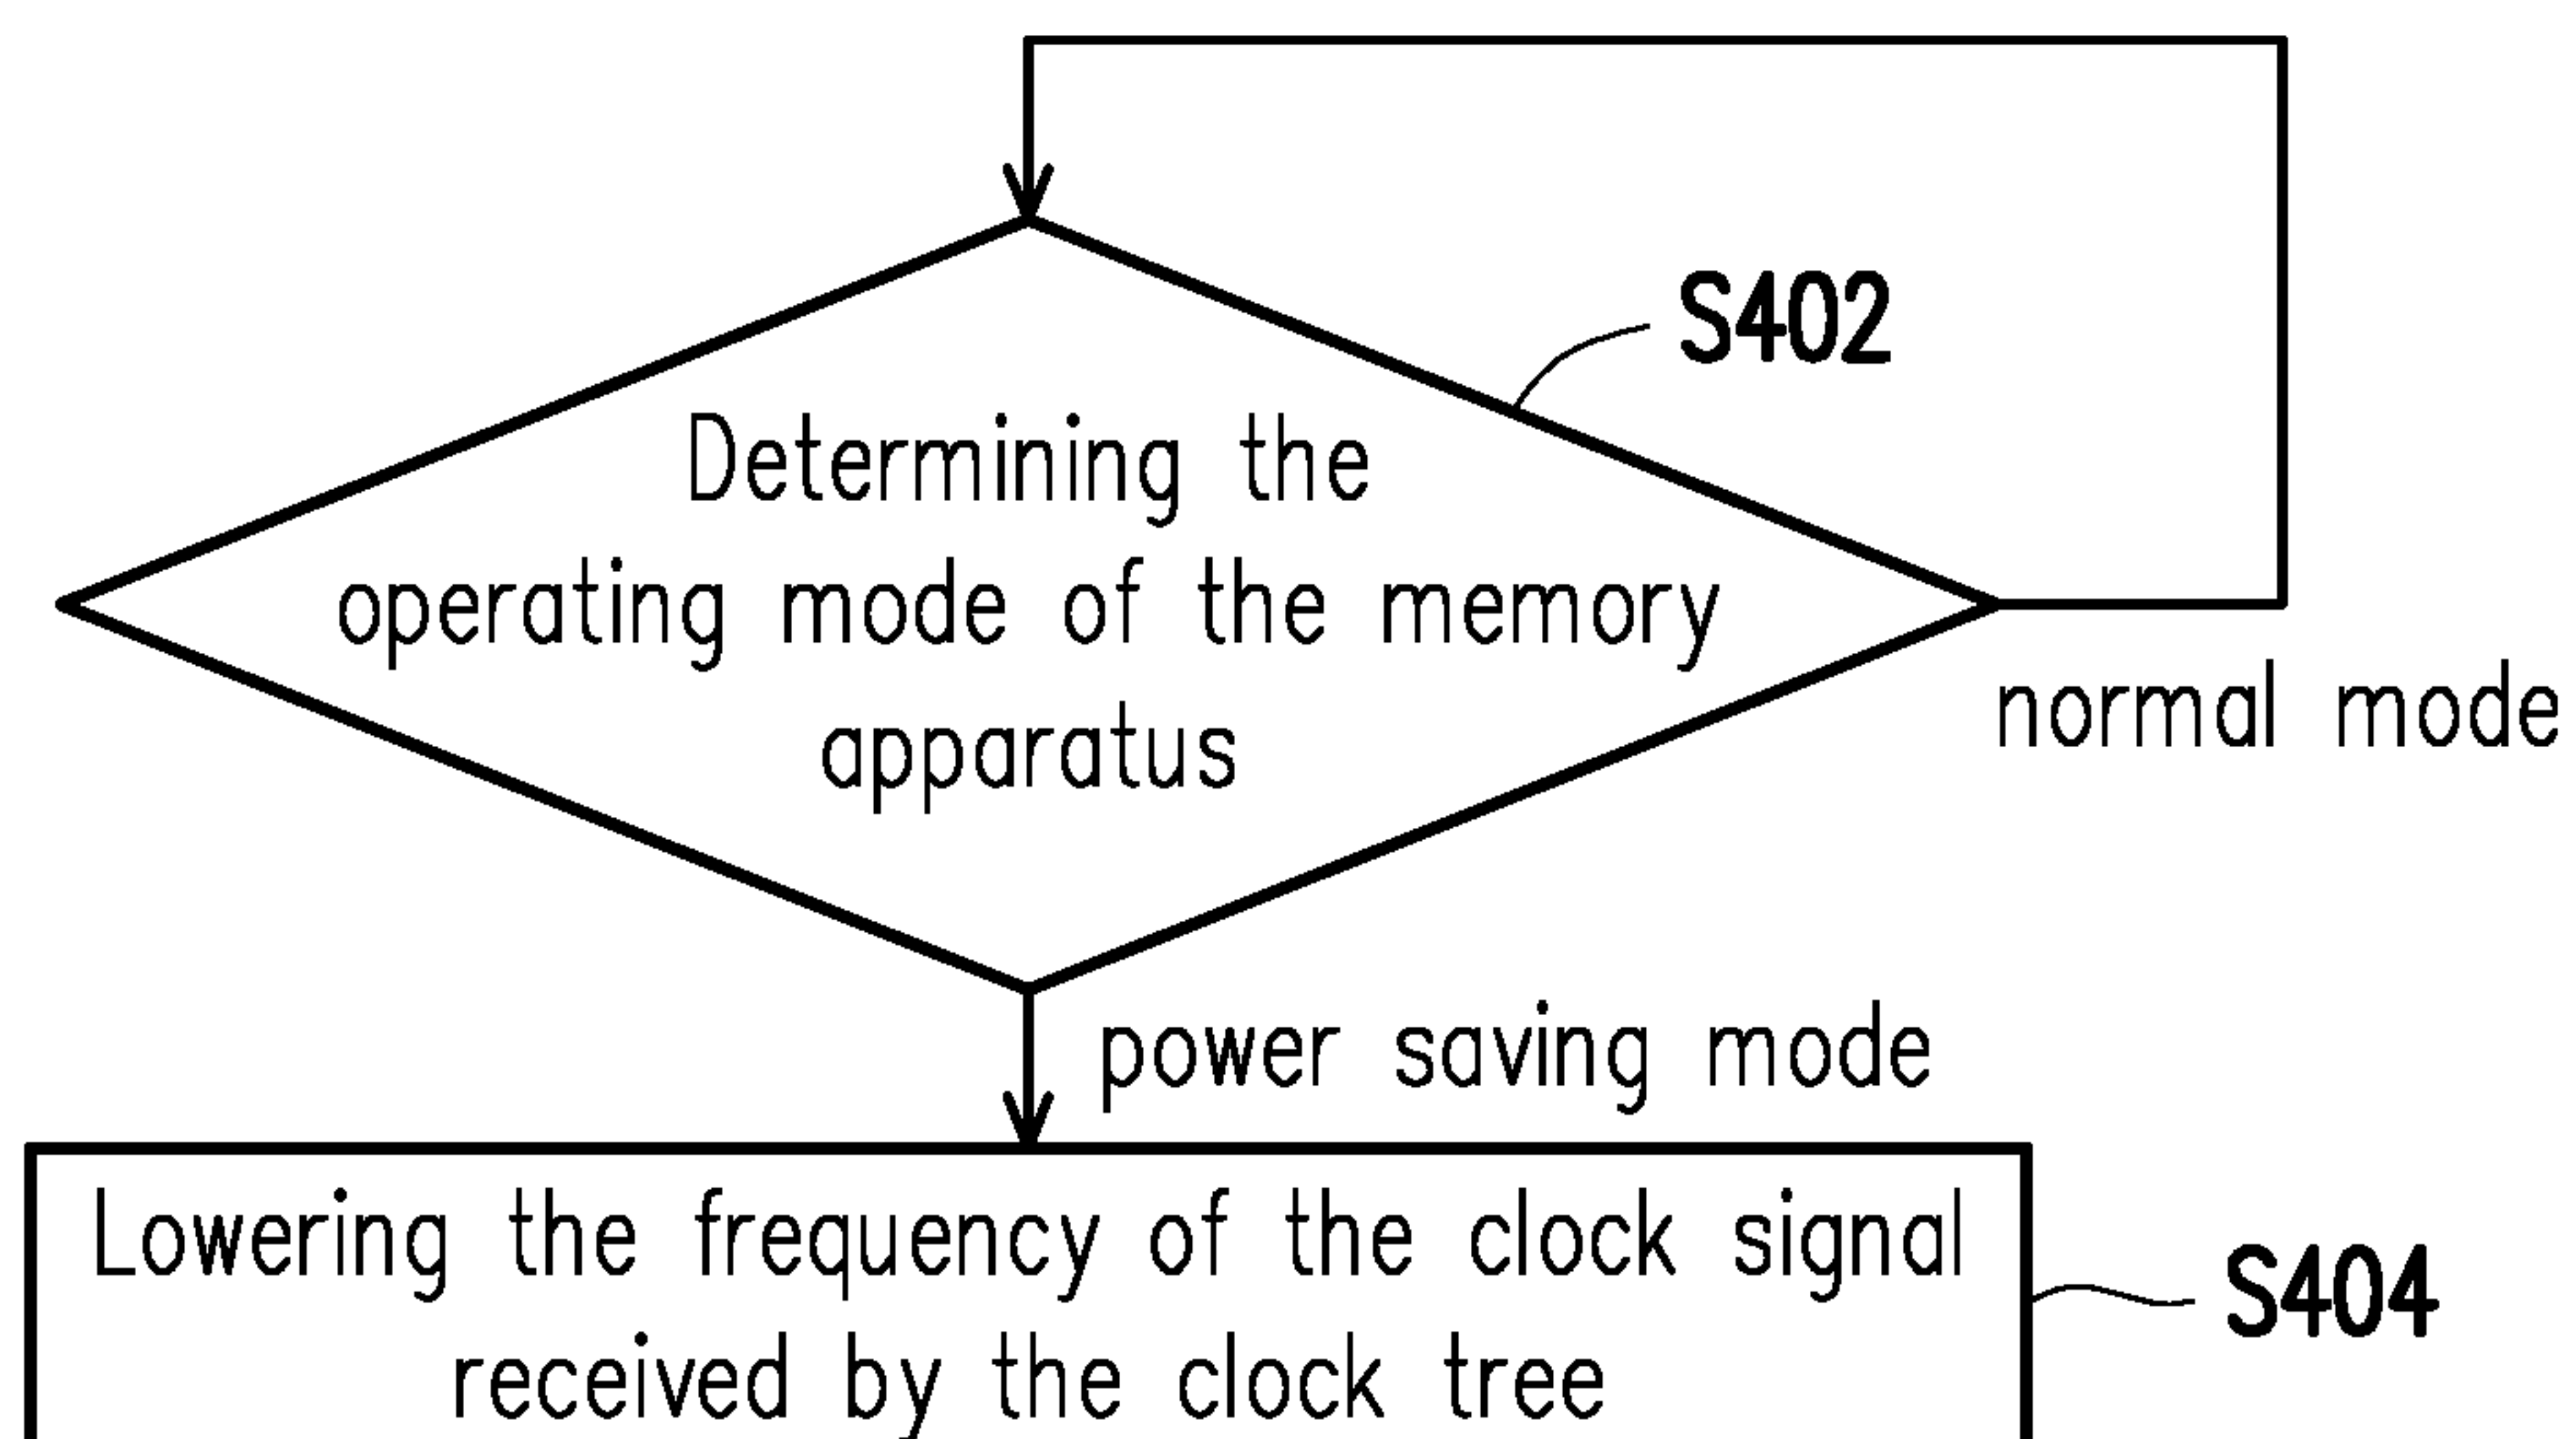 S402
Determining the
operating mode of the memory
apparatus
normal mode
power saving mode
Lowering the frequency of the clock signal
received by the clock tree
S404